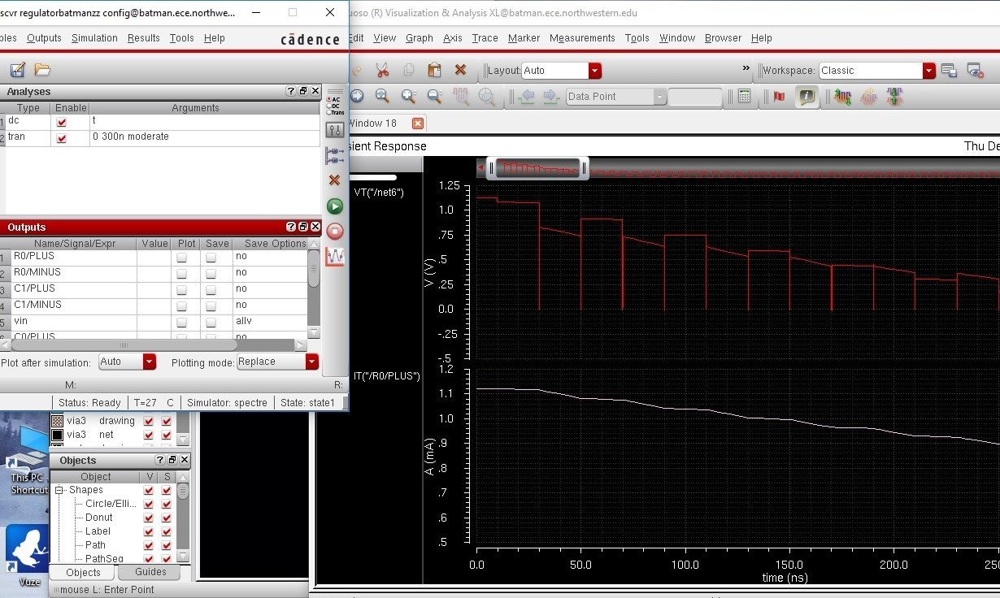 scvr regulatorbatmanzz config@batman.ece.northwe...
Outputs Simulation Results Tools Help
cādence
Analyses
Type Enable Arguments
1 dc t
2 tran 0 300n moderate
AC
DC
Trans
Outputs
Name/Signal/Expr Value Plot Save Save Options
1 R0/PLUS no
2 R0/MINUS no
3 C1/PLUS no
4 C1/MINUS no
5 vin allv
C0/PLUS no
Plot after simulation: Auto Plotting mode: Replace
M: R:
Status: Ready T=27 C Simulator: spectre State: state1
via3 drawing
via3 net
Objects
Object V S
Shapes
Circle/Elli...
Donut
Label
Path
PathSeg
Objects Guides
mouse L: Enter Point
This PC -
Shortcut
Vuze
uoso (R) Visualization & Analysis XL@batman.ece.northwestern.edu
Edit View Graph Axis Trace Marker Measurements Tools Window Browser Help
Layout: Auto
» Workspace: Classic
Data Point
Window 18
sient Response Thu De
VT("/net6")
IT("/R0/PLUS")
1.25
1.0
.75
.5
.25
0.0
-.25
-.5
V (V)
1.2
1.1
1.0
.9
.8
.7
.6
.5
A (mA)
0.0 50.0 100.0 150.0 200.0 250
time (ns)